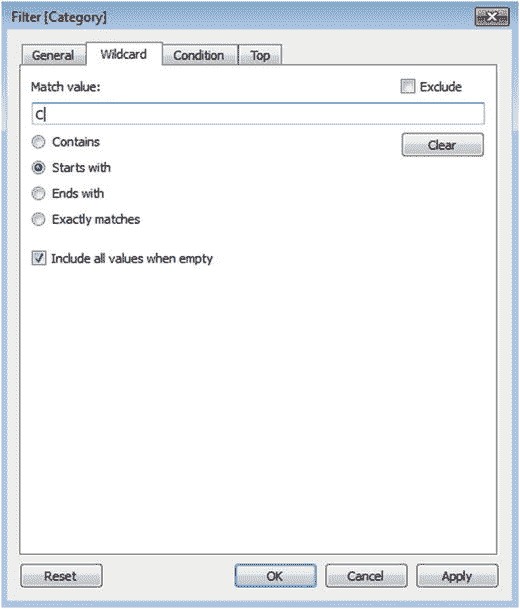 Filter [Category]
General Wildcard Condition Top
Match value: Exclude
C
Contains Clear
Starts with
Ends with
Exactly matches
Include all values when empty
Reset OK Cancel Apply